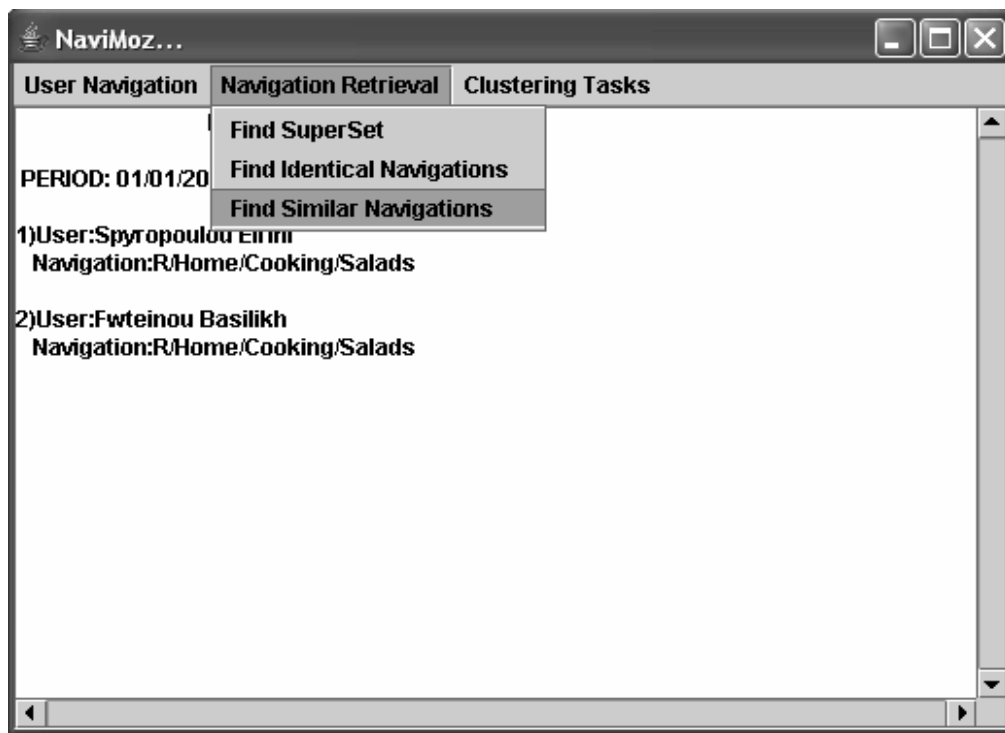 NaviMoz...
User Navigation Navigation Retrieval Clustering Tasks
Find SuperSet
Find Identical Navigations
Find Similar Navigations
PERIOD: 01/01/20
1)User:Spyropoulou Eirini
Navigation:R/Home/Cooking/Salads
2)User:Fwteinou Basilikh
Navigation:R/Home/Cooking/Salads